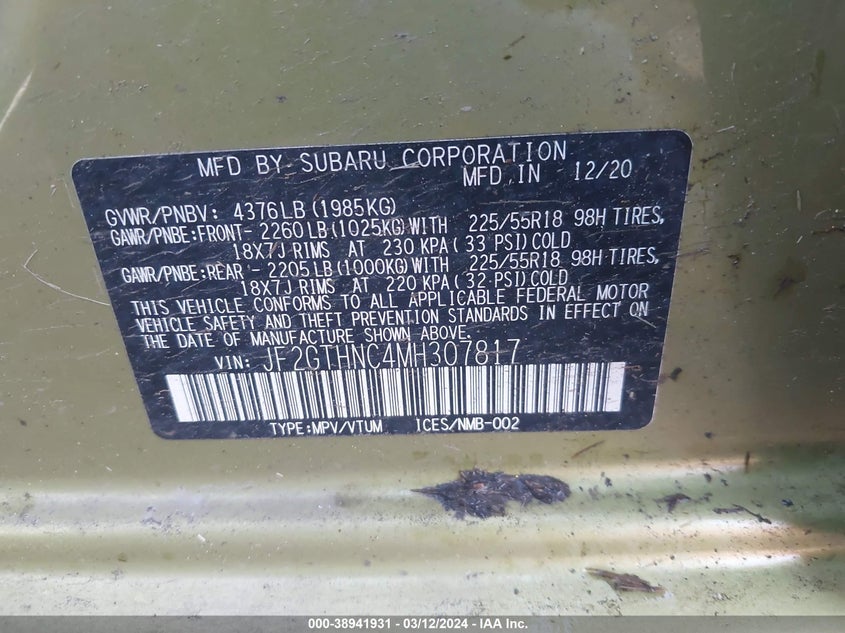 MFD BY SUBARU CORPORATION
MFD IN 12/20
GVWR/PNBV: 4376LB (1985KG)
GAWR/PNBE:FRONT- 2260LB (1025KG) WITH 225/55R18 98H TIRES,
18X7J RIMS AT 230 KPA ( 33 PSI) COLD
GAWR/PNBE:REAR - 2205LB (1000KG) WITH 225/55R18 98H TIRES,
18X7J RIMS AT 220 KPA ( 32 PSI) COLD
THIS VEHICLE CONFORMS TO ALL APPLICABLE FEDERAL MOTOR
VEHICLE SAFETY AND THEFT PREVENTION STANDARDS IN EFFECT ON
THE DATE OF MANUFACTURE SHOWN ABOVE.
VIN: JF2GTHNC4MH307817
TYPE:MPV/VTUM ICES/NMB-002
000-38941931 - 03/12/2024 - IAA Inc.